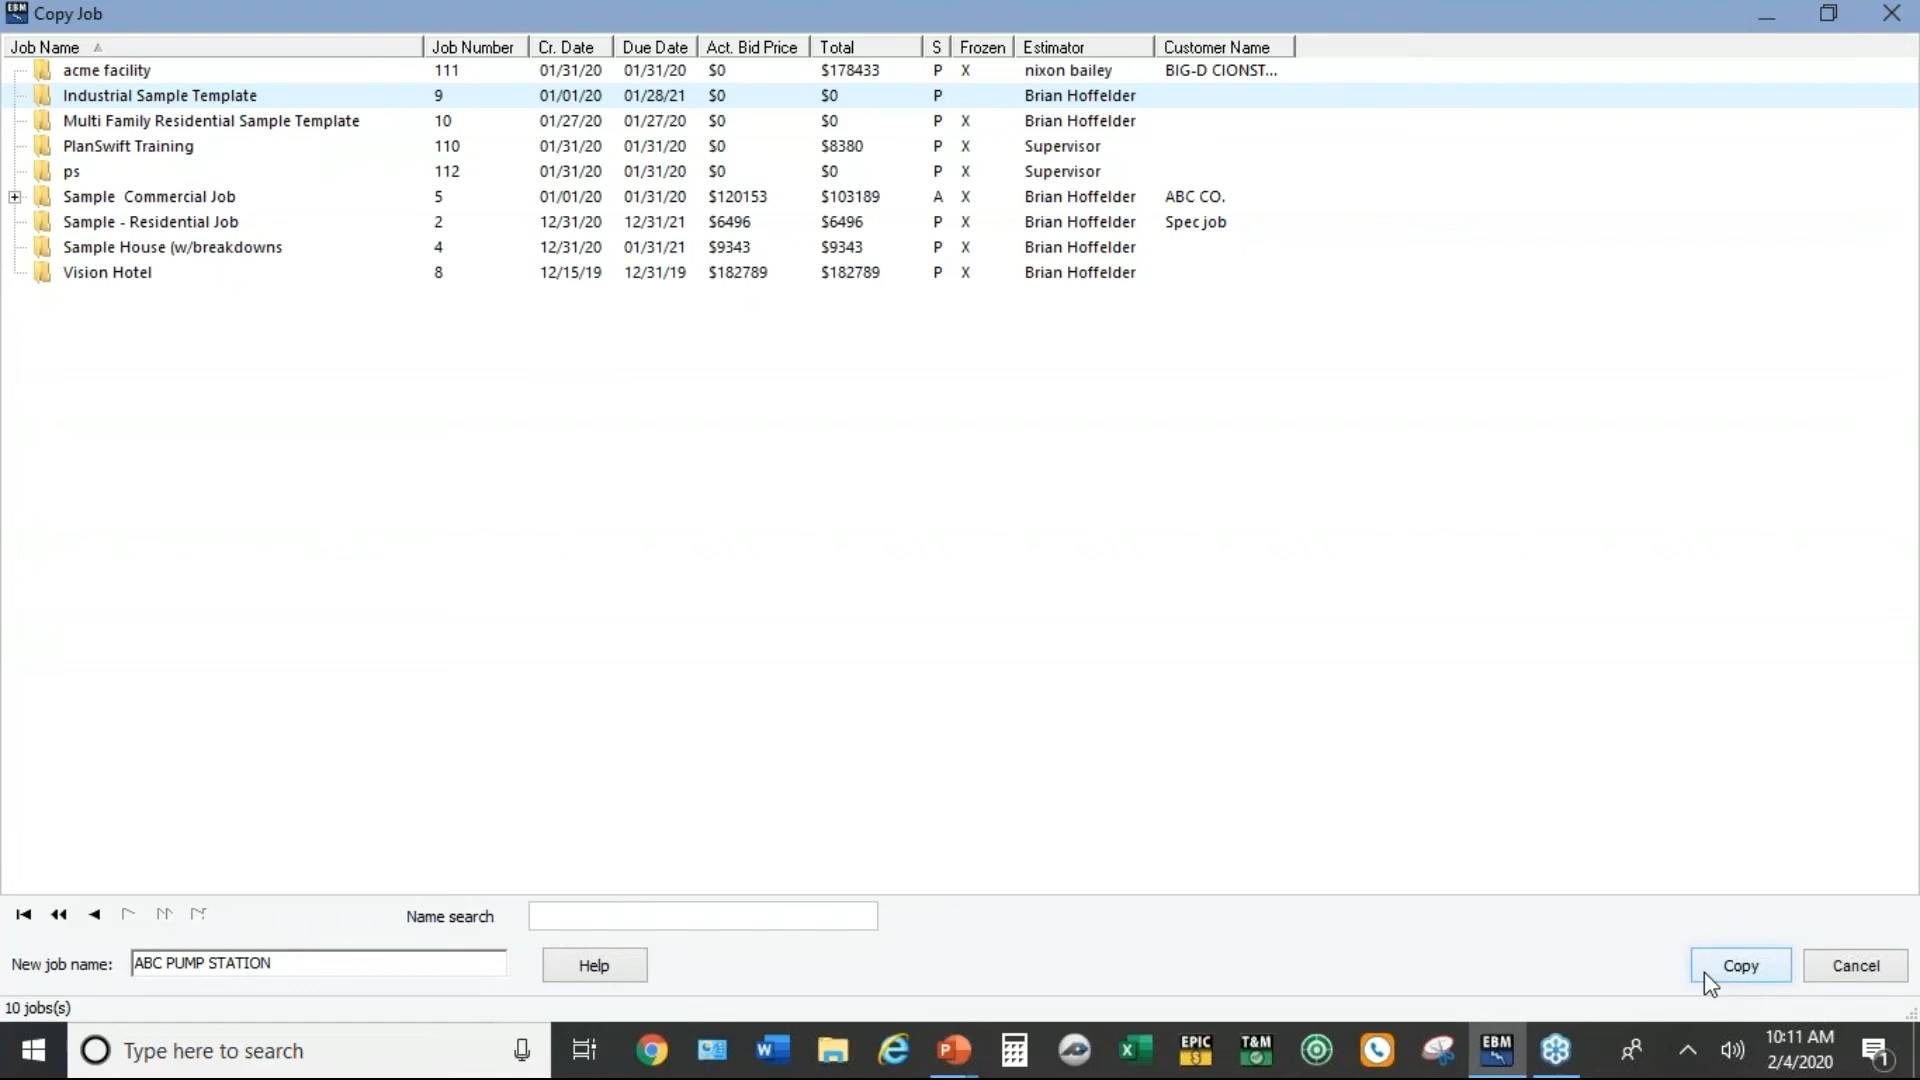 EBM Copy Job
Job Name Job Number Cr. Date Due Date Act. Bid Price Total S Frozen Estimator Customer Name
acme facility 111 01/31/20 01/31/20 $0 $178433 P X nixon bailey BIG-D CIONST...
Industrial Sample Template 9 01/01/20 01/28/21 $0 $0 P Brian Hoffelder
Multi Family Residential Sample Template 10 01/27/20 01/27/20 $0 $0 P X Brian Hoffelder
PlanSwift Training 110 01/31/20 01/31/20 $0 $8380 P X Supervisor
ps 112 01/31/20 01/31/20 $0 $0 P X Supervisor
Sample  Commercial Job 5 01/01/20 01/31/20 $120153 $103189 A X Brian Hoffelder ABC CO.
Sample - Residential Job 2 12/31/20 12/31/21 $6496 $6496 P X Brian Hoffelder Spec job
Sample House (w/breakdowns 4 12/31/20 01/31/21 $9343 $9343 P X Brian Hoffelder
Vision Hotel 8 12/15/19 12/31/19 $182789 $182789 P X Brian Hoffelder
Name search
New job name: ABC PUMP STATION Help Copy Cancel
10 jobs(s)
Type here to search EPIC $ T&M EBM 10:11 AM
2/4/2020 1